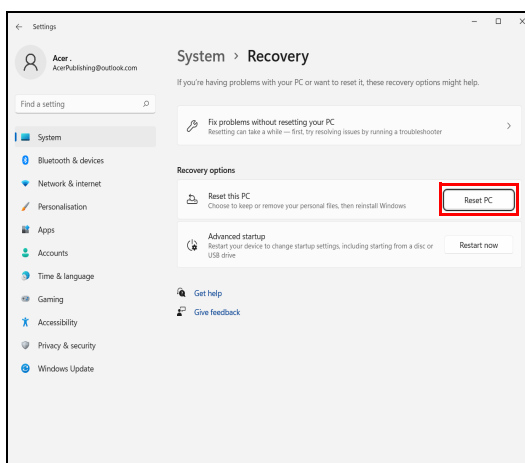 Settings
Acer .
AcerPublishing@outlook.com
Find a setting
System
Bluetooth & devices
Network & internet
Personalisation
Apps
Accounts
Time & language
Gaming
Accessibility
Privacy & security
Windows Update
System > Recovery
If you're having problems with your PC or want to reset it, these recovery options might help.
Fix problems without resetting your PC
Resetting can take a while — first, try resolving issues by running a troubleshooter
Recovery options
Reset this PC
Choose to keep or remove your personal files, then reinstall Windows
Reset PC
Advanced startup
Restart your device to change startup settings, including starting from a disc or
USB drive
Restart now
Get help
Give feedback